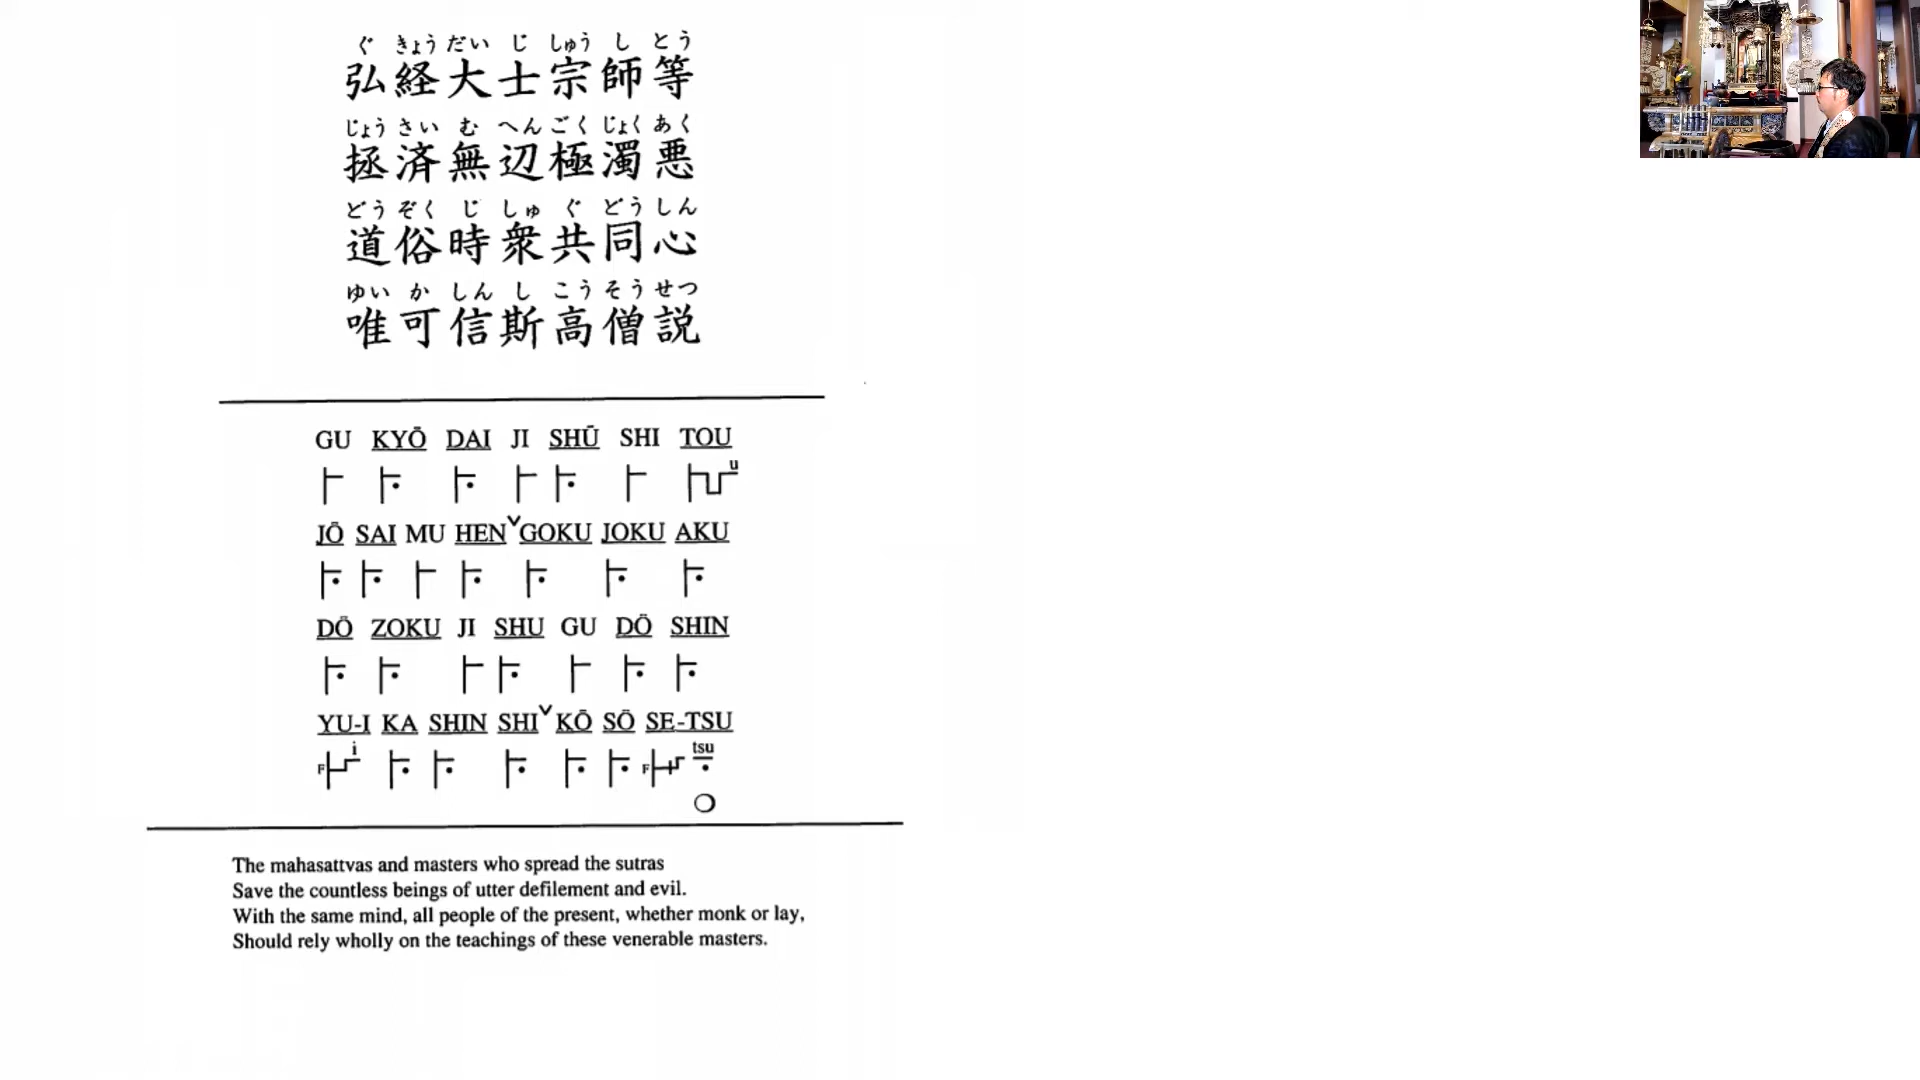 ぐ きょう だい じ しゅう し とう
弘経大士宗師等
じょう さい む へん ごく じょく あく
拯済無辺極濁悪
どう ぞく じ しゅ ぐ どう しん
道俗時衆共同心
ゆい か しん し こう そう せつ
唯可信斯高僧説
GU KYŌ DAI JI SHŪ SHI TOU
u
JŌ SAI MU HEN GOKU JOKU AKU
DŌ ZOKU JI SHU GU DŌ SHIN
YU-I KA SHIN SHI KŌ SŌ SE-TSU
F i F tsu
The mahasattvas and masters who spread the sutras
Save the countless beings of utter defilement and evil.
With the same mind, all people of the present, whether monk or lay,
Should rely wholly on the teachings of these venerable masters.